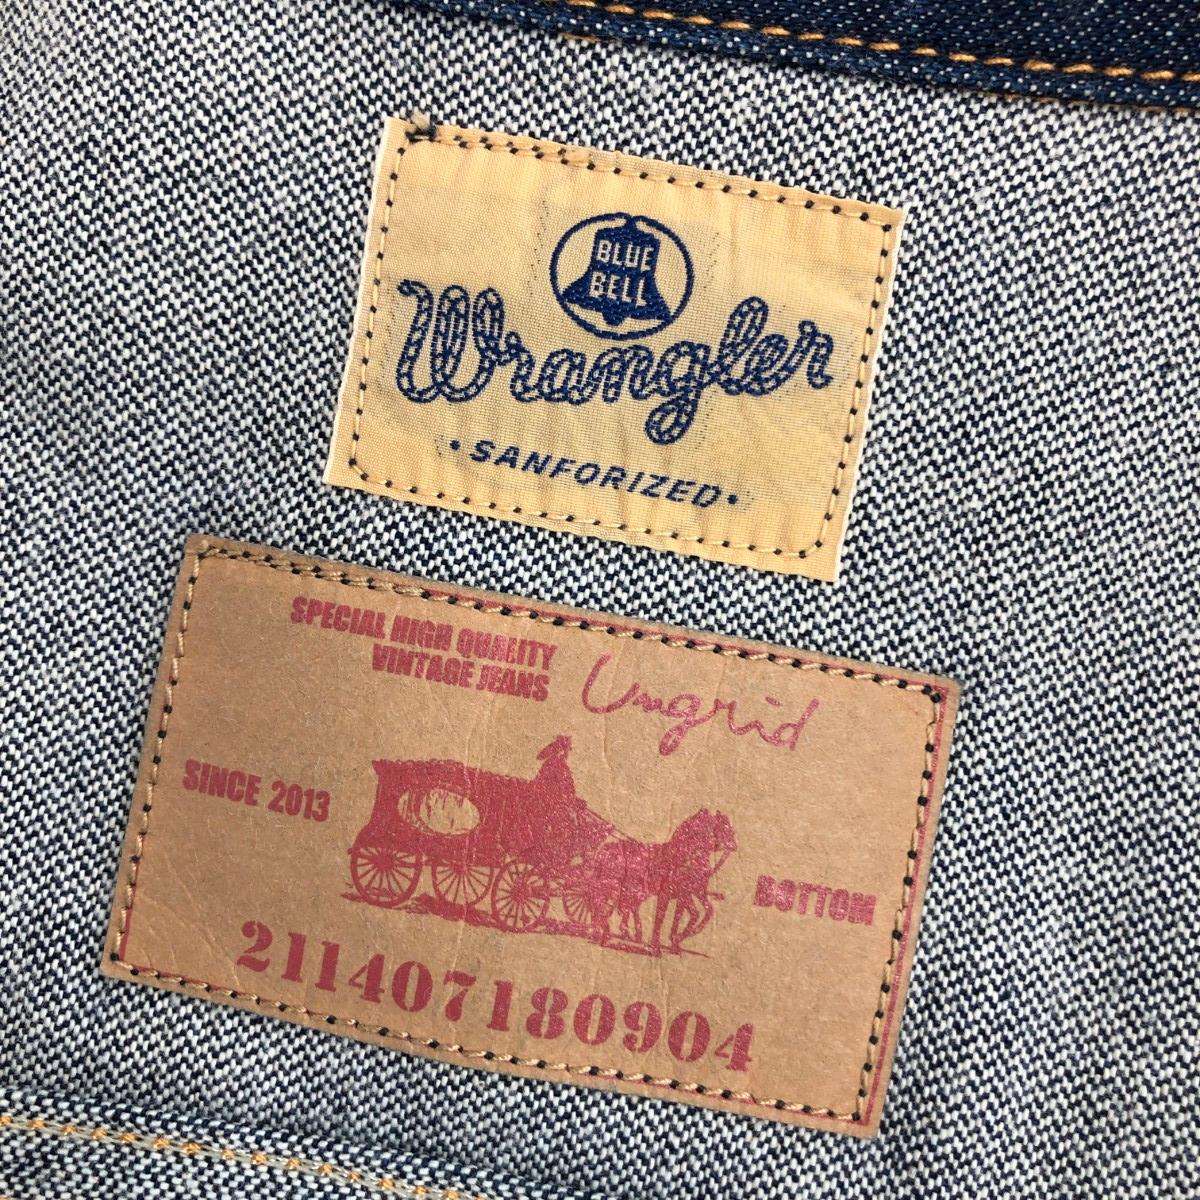 BLUE
BELL
Wrangler
• SANFORIZED •
SPECIAL HIGH QUALITY
VINTAGE JEANS
Ungrid
SINCE 2013
BOTTOM
211407180904